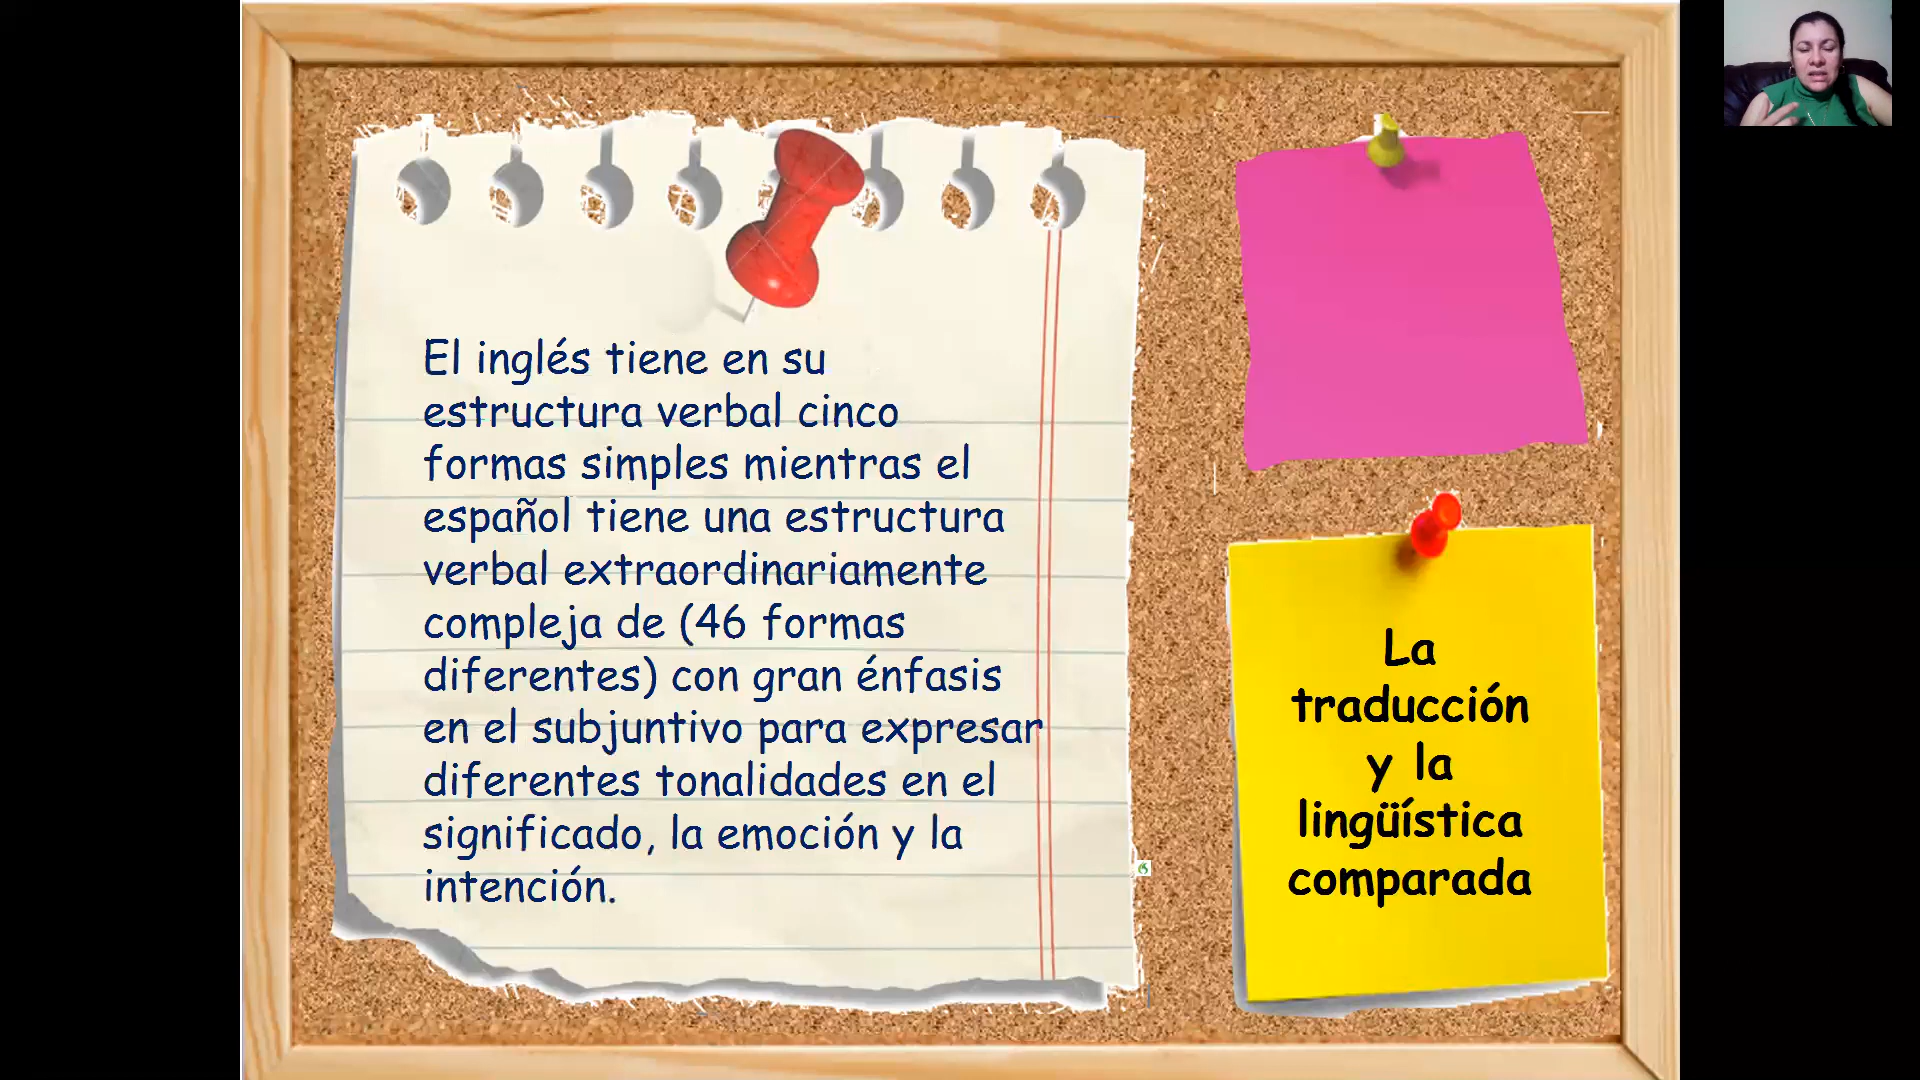 El inglés tiene en su
estructura verbal cinco
formas simples mientras el
español tiene una estructura
verbal extraordinariamente
compleja de (46 formas
diferentes) con gran énfasis
en el subjuntivo para expresar
diferentes tonalidades en el
significado, la emoción y la
intención.
La
traducción
y la
lingüística
comparada